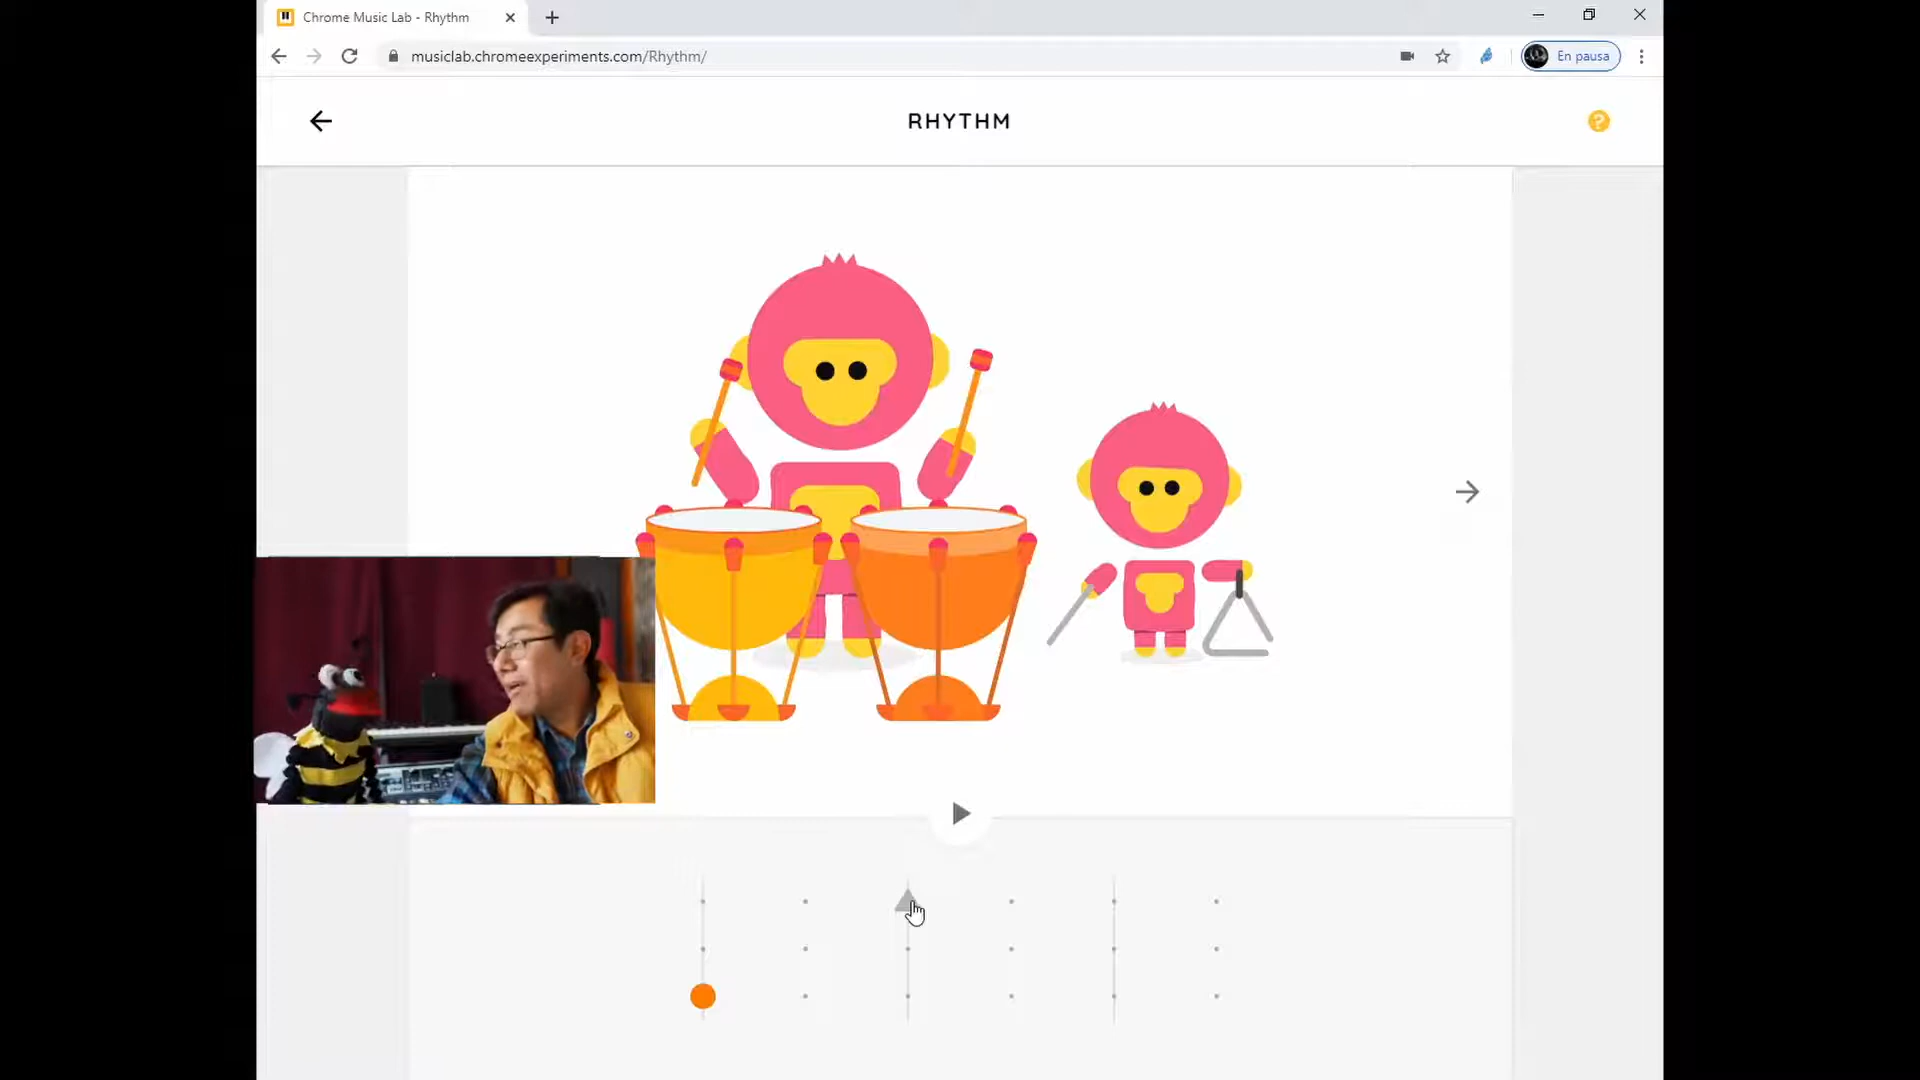 Chrome Music Lab - Rhythm
musiclab.chromeexperiments.com/Rhythm/
En pausa
RHYTHM
?